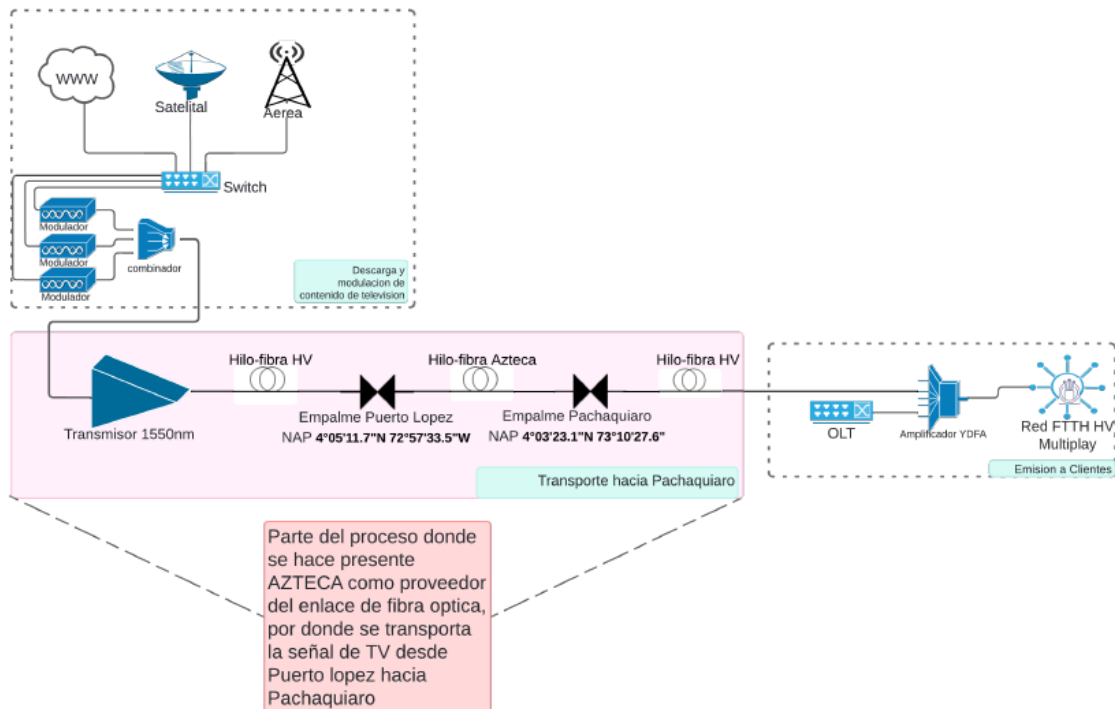 www
Satelital
Aerea
Switch
Modulador
Modulador
Modulador
combinador
Descarga y
modulacion de
contenido de television
Transmisor 1550nm
Hilo-fibra HV
Empalme Puerto Lopez
NAP 4°05'11.7"N 72°57'33.5"W
Hilo-fibra Azteca
Empalme Pachaquiaro
NAP 4°03'23.1"N 73°10'27.6"
Hilo-fibra HV
Transporte hacia Pachaquiaro
OLT
Amplificador YDFA
Red FTTH HV
Multiplay
Emision a Clientes
Parte del proceso donde
se hace presente
AZTECA como proveedor
del enlace de fibra optica,
por donde se transporta
la señal de TV desde
Puerto lopez hacia
Pachaquiaro